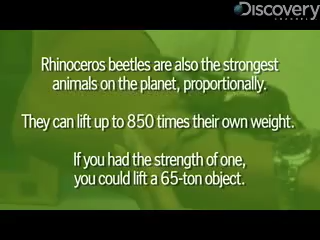 Discovery
CHANNEL
Rhinoceros beetles are also the strongest
animals on the planet, proportionally.
They can lift up to 850 times their own weight.
If you had the strength of one,
you could lift a 65-ton object.